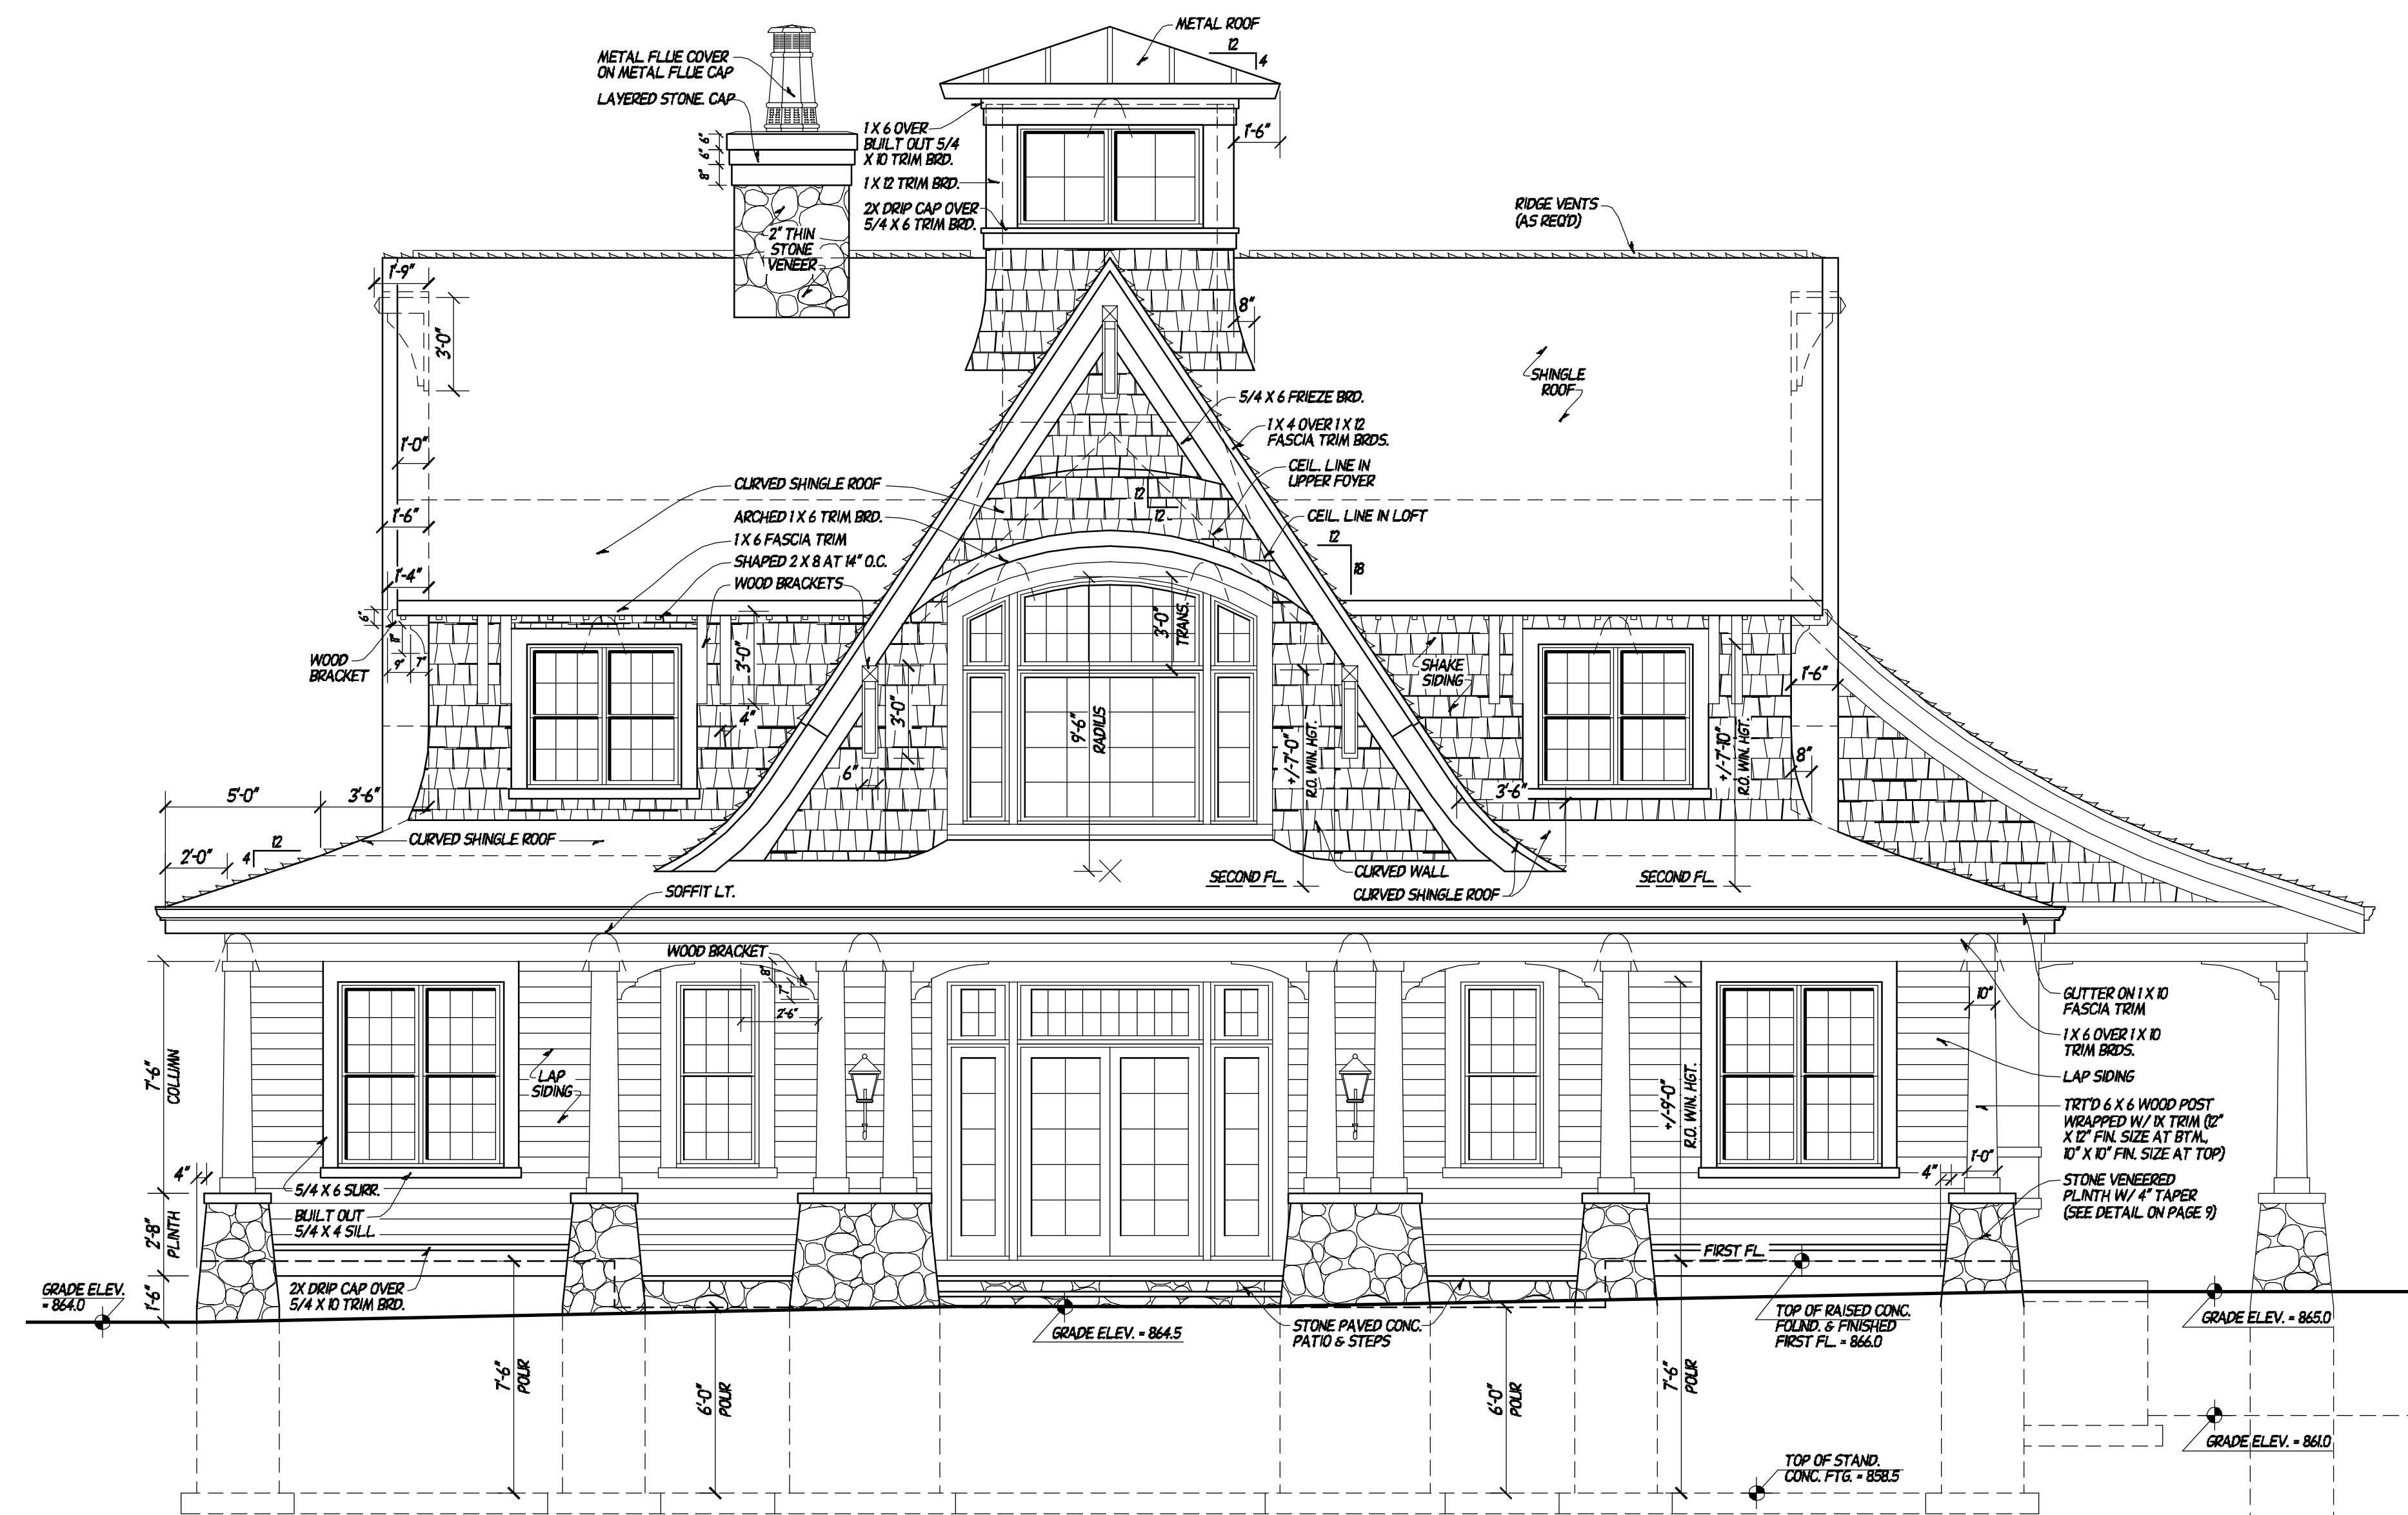 METAL ROOF
12
4
METAL FLUE COVER
ON METAL FLUE CAP
LAYERED STONE. CAP
6"
6"
8"
1 X 6 OVER
BUILT OUT 5/4
X 10 TRIM BRD.
1 X 12 TRIM BRD.
2X DRIP CAP OVER
5/4 X 6 TRIM BRD.
1'-6"
2" THIN
STONE
VENEER
RIDGE VENTS
(AS REQ'D)
1'-9"
3'-0"
8"
SHINGLE
ROOF
5/4 X 6 FRIEZE BRD.
1 X 4 OVER 1 X 12
FASCIA TRIM BRDS.
CEIL. LINE IN
UPPER FOYER
CEIL. LINE IN LOFT
1'-0"
1'-6"
1'-4"
CURVED SHINGLE ROOF
ARCHED 1 X 6 TRIM BRD.
1 X 6 FASCIA TRIM
SHAPED 2 X 8 AT 14" O.C.
WOOD BRACKETS
12
12
12
18
6"
11"
9"
7"
WOOD
BRACKET
3'-0"
4"
3'-0"
6"
3'-0"
TRANS.
9'-6"
RADIUS
+/-7'-0"
R.O. WIN. HGT.
SHAKE
SIDING
+/-7'-10"
R.O. WIN. HGT.
1'-6"
8"
3'-6"
5'-0"
3'-6"
2'-0"
4
12
CURVED SHINGLE ROOF
SECOND FL.
CURVED WALL
CURVED SHINGLE ROOF
SECOND FL.
SOFFIT LT.
WOOD BRACKET
8"
7"
2'-6"
7'-6"
COLUMN
LAP
SIDING
+/-9'-0"
R.O. WIN. HGT.
10"
GUTTER ON 1 X 10
FASCIA TRIM
1 X 6 OVER 1 X 10
TRIM BRDS.
LAP SIDING
TRT'D 6 X 6 WOOD POST
WRAPPED W/ 1X TRIM (12"
X 12" FIN. SIZE AT BTM.,
10" X 10" FIN. SIZE AT TOP)
STONE VENEERED
PLINTH W/ 4" TAPER
(SEE DETAIL ON PAGE 9)
4"
1'-0"
4"
5/4 X 6 SURR.
BUILT OUT
5/4 X 4 SILL
2'-8"
PLINTH
1'-6"
2X DRIP CAP OVER
5/4 X 10 TRIM BRD.
FIRST FL.
GRADE ELEV.
= 864.0
GRADE ELEV. = 864.5
STONE PAVED CONC.
PATIO & STEPS
TOP OF RAISED CONC.
FOUND. & FINISHED
FIRST FL. = 866.0
GRADE ELEV. = 865.0
7'-6"
POUR
6'-0"
POUR
6'-0"
POUR
7'-6"
POUR
GRADE ELEV. = 861.0
TOP OF STAND.
CONC. FTG. = 858.5